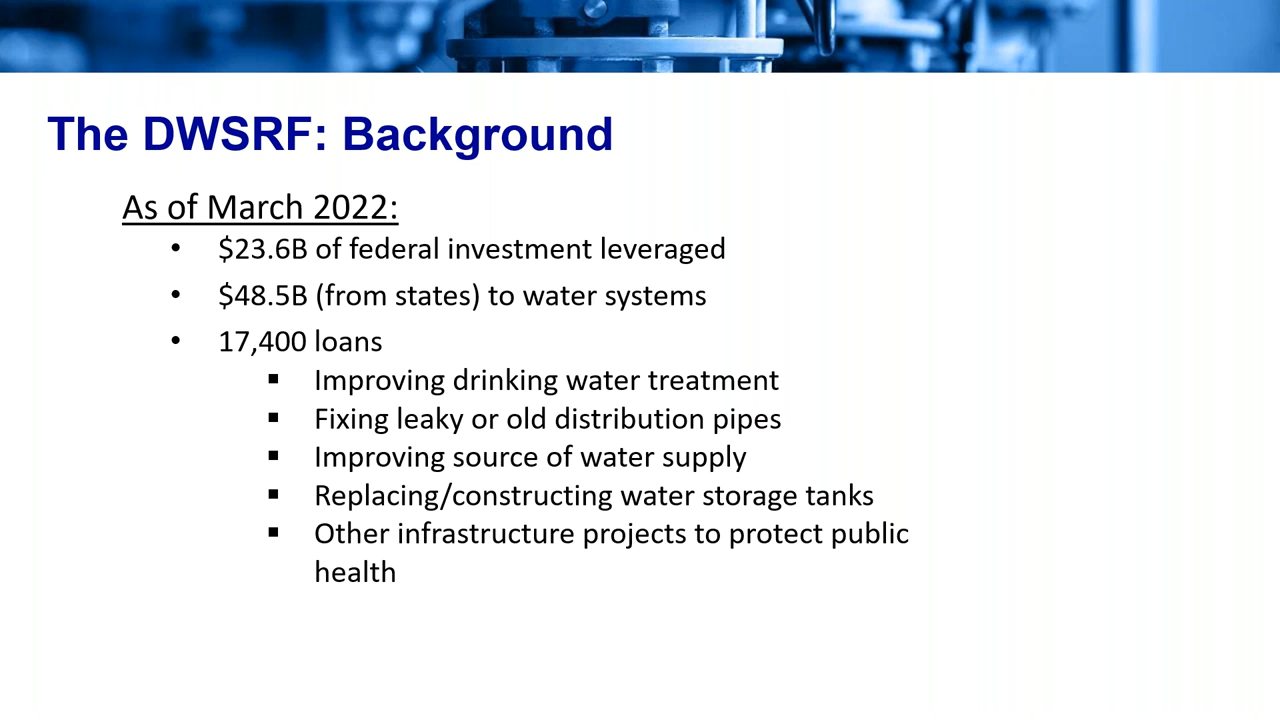 The DWSRF: Background
As of March 2022:
• $23.6B of federal investment leveraged
• $48.5B (from states) to water systems
• 17,400 loans
▪ Improving drinking water treatment
▪ Fixing leaky or old distribution pipes
▪ Improving source of water supply
▪ Replacing/constructing water storage tanks
▪ Other infrastructure projects to protect public
health